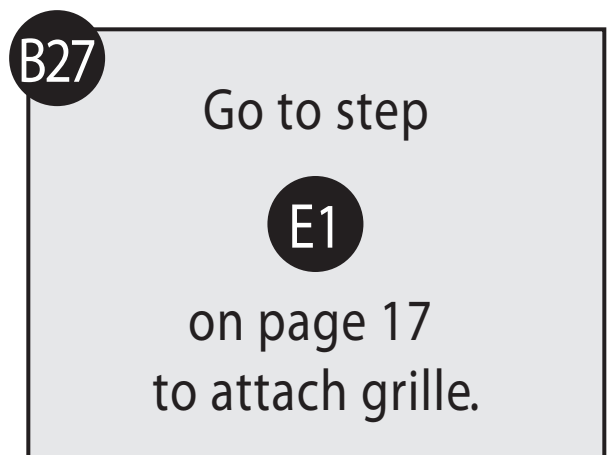 B27
Go to step
E1
on page 17
to attach grille.